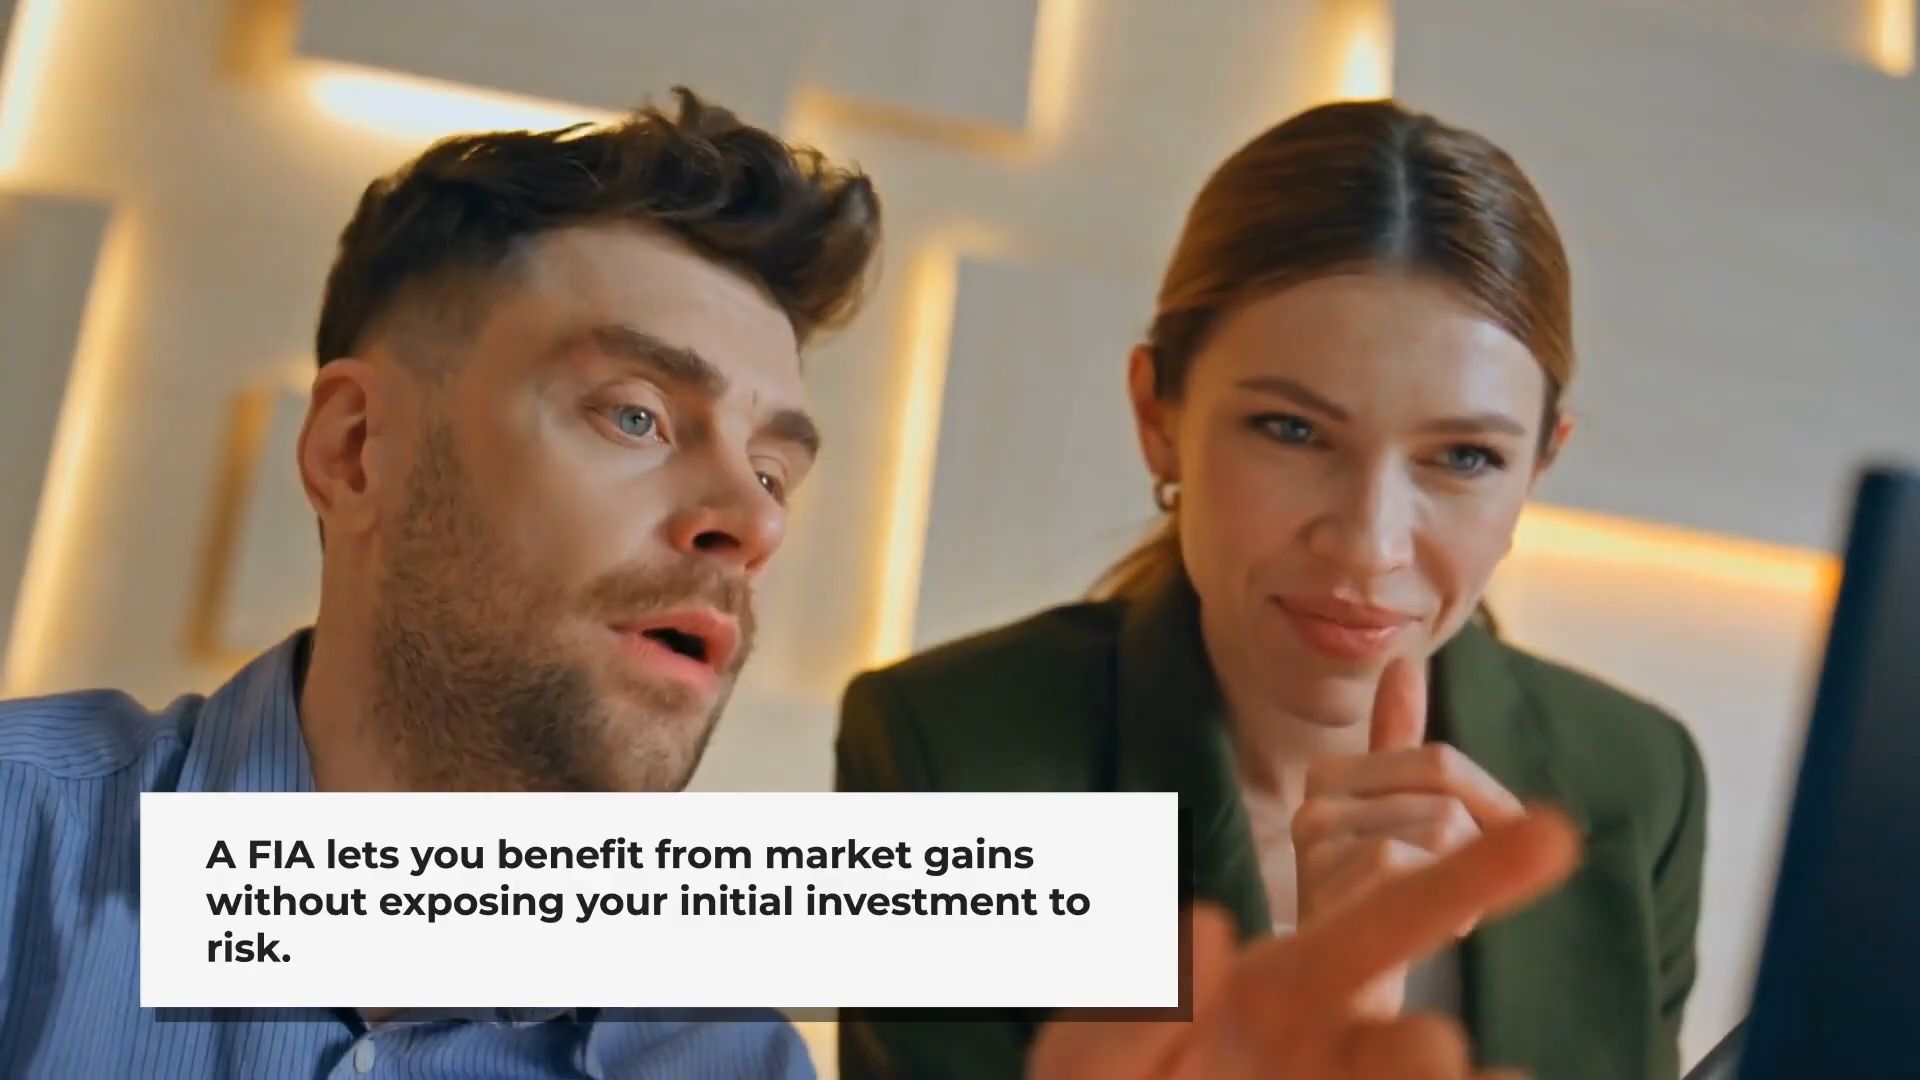 A FIA lets you benefit from market gains
without exposing your initial investment to
risk.